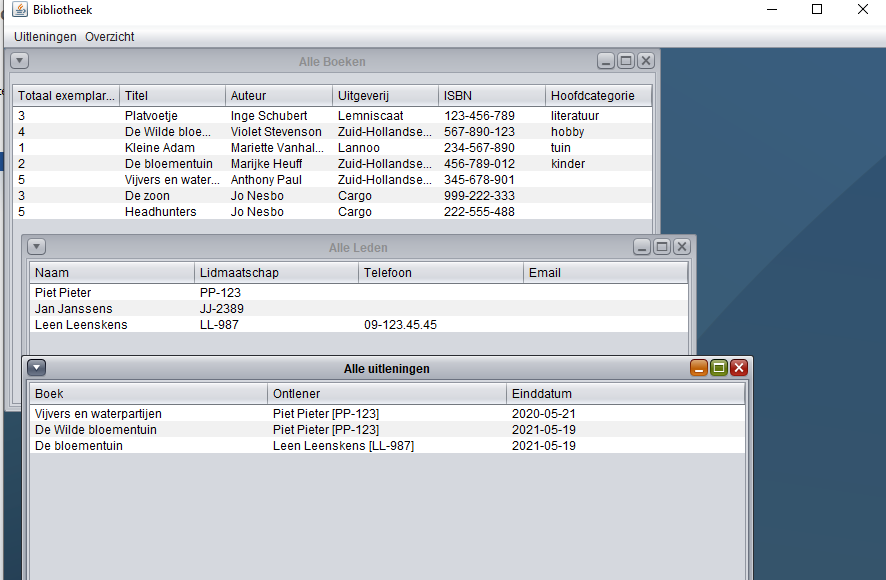 Bibliotheek
Uitleningen Overzicht
Alle Boeken
Totaal exemplar... Titel Auteur Uitgeverij ISBN Hoofdcategorie
3 Platvoetje Inge Schubert Lemniscaat 123-456-789 literatuur
4 De Wilde bloe... Violet Stevenson Zuid-Hollandse... 567-890-123 hobby
1 Kleine Adam Mariette Vanhal... Lannoo 234-567-890 tuin
2 De bloementuin Marijke Heuff Zuid-Hollandse... 456-789-012 kinder
5 Vijvers en water... Anthony Paul Zuid-Hollandse... 345-678-901
3 De zoon Jo Nesbo Cargo 999-222-333
5 Headhunters Jo Nesbo Cargo 222-555-488
Alle Leden
Naam Lidmaatschap Telefoon Email
Piet Pieter PP-123
Jan Janssens JJ-2389
Leen Leenskens LL-987 09-123.45.45
Alle uitleningen
Boek Ontlener Einddatum
Vijvers en waterpartijen Piet Pieter [PP-123] 2020-05-21
De Wilde bloementuin Piet Pieter [PP-123] 2021-05-19
De bloementuin Leen Leenskens [LL-987] 2021-05-19